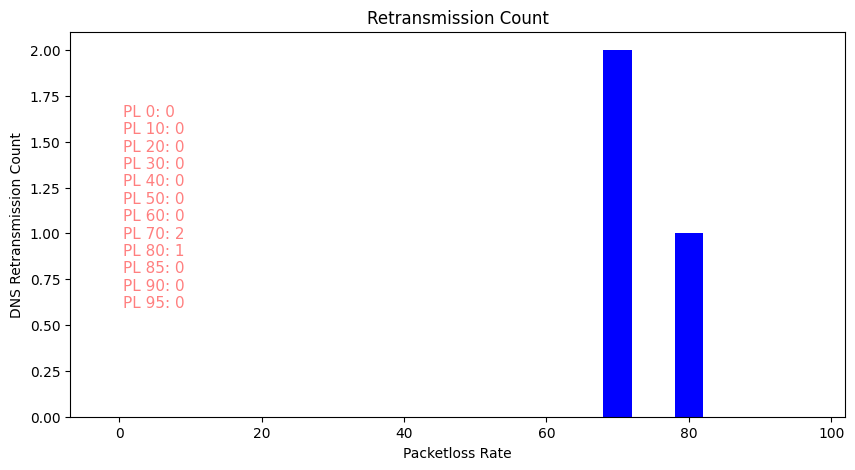 Retransmission Count
DNS Retransmission Count
2.00
1.75
1.50
1.25
1.00
0.75
0.50
0.25
0.00
PL 0: 0
PL 10: 0
PL 20: 0
PL 30: 0
PL 40: 0
PL 50: 0
PL 60: 0
PL 70: 2
PL 80: 1
PL 85: 0
PL 90: 0
PL 95: 0
0 20 40 60 80 100
Packetloss Rate